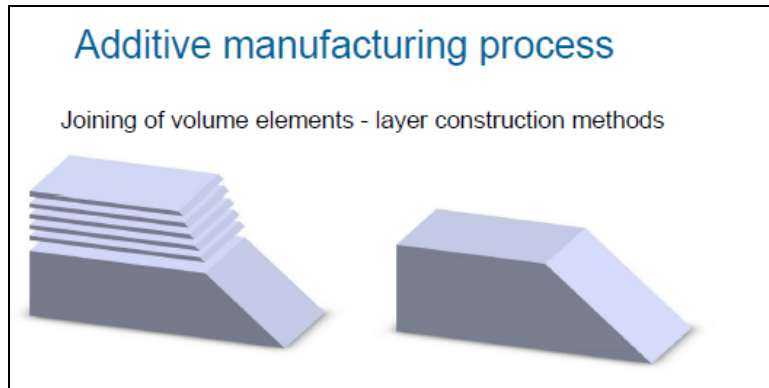 Additive manufacturing process
Joining of volume elements - layer construction methods